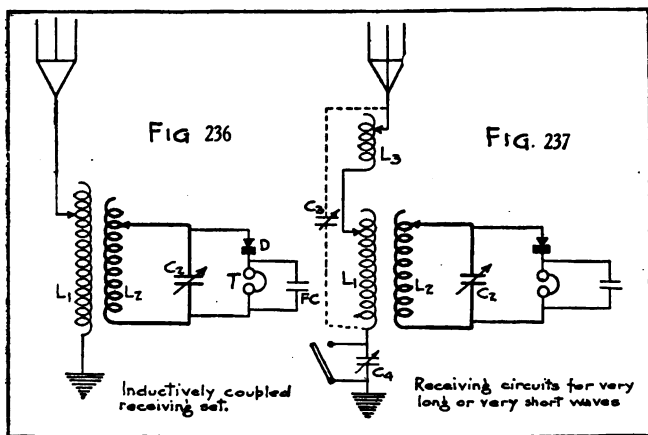 FIG 236
FIG. 237
L3
C3
L1
L2
C2
D
T
FC
L1
L2
C2
C4
Inductively coupled
receiving set.
Receiving circuits for very
long or very short waves